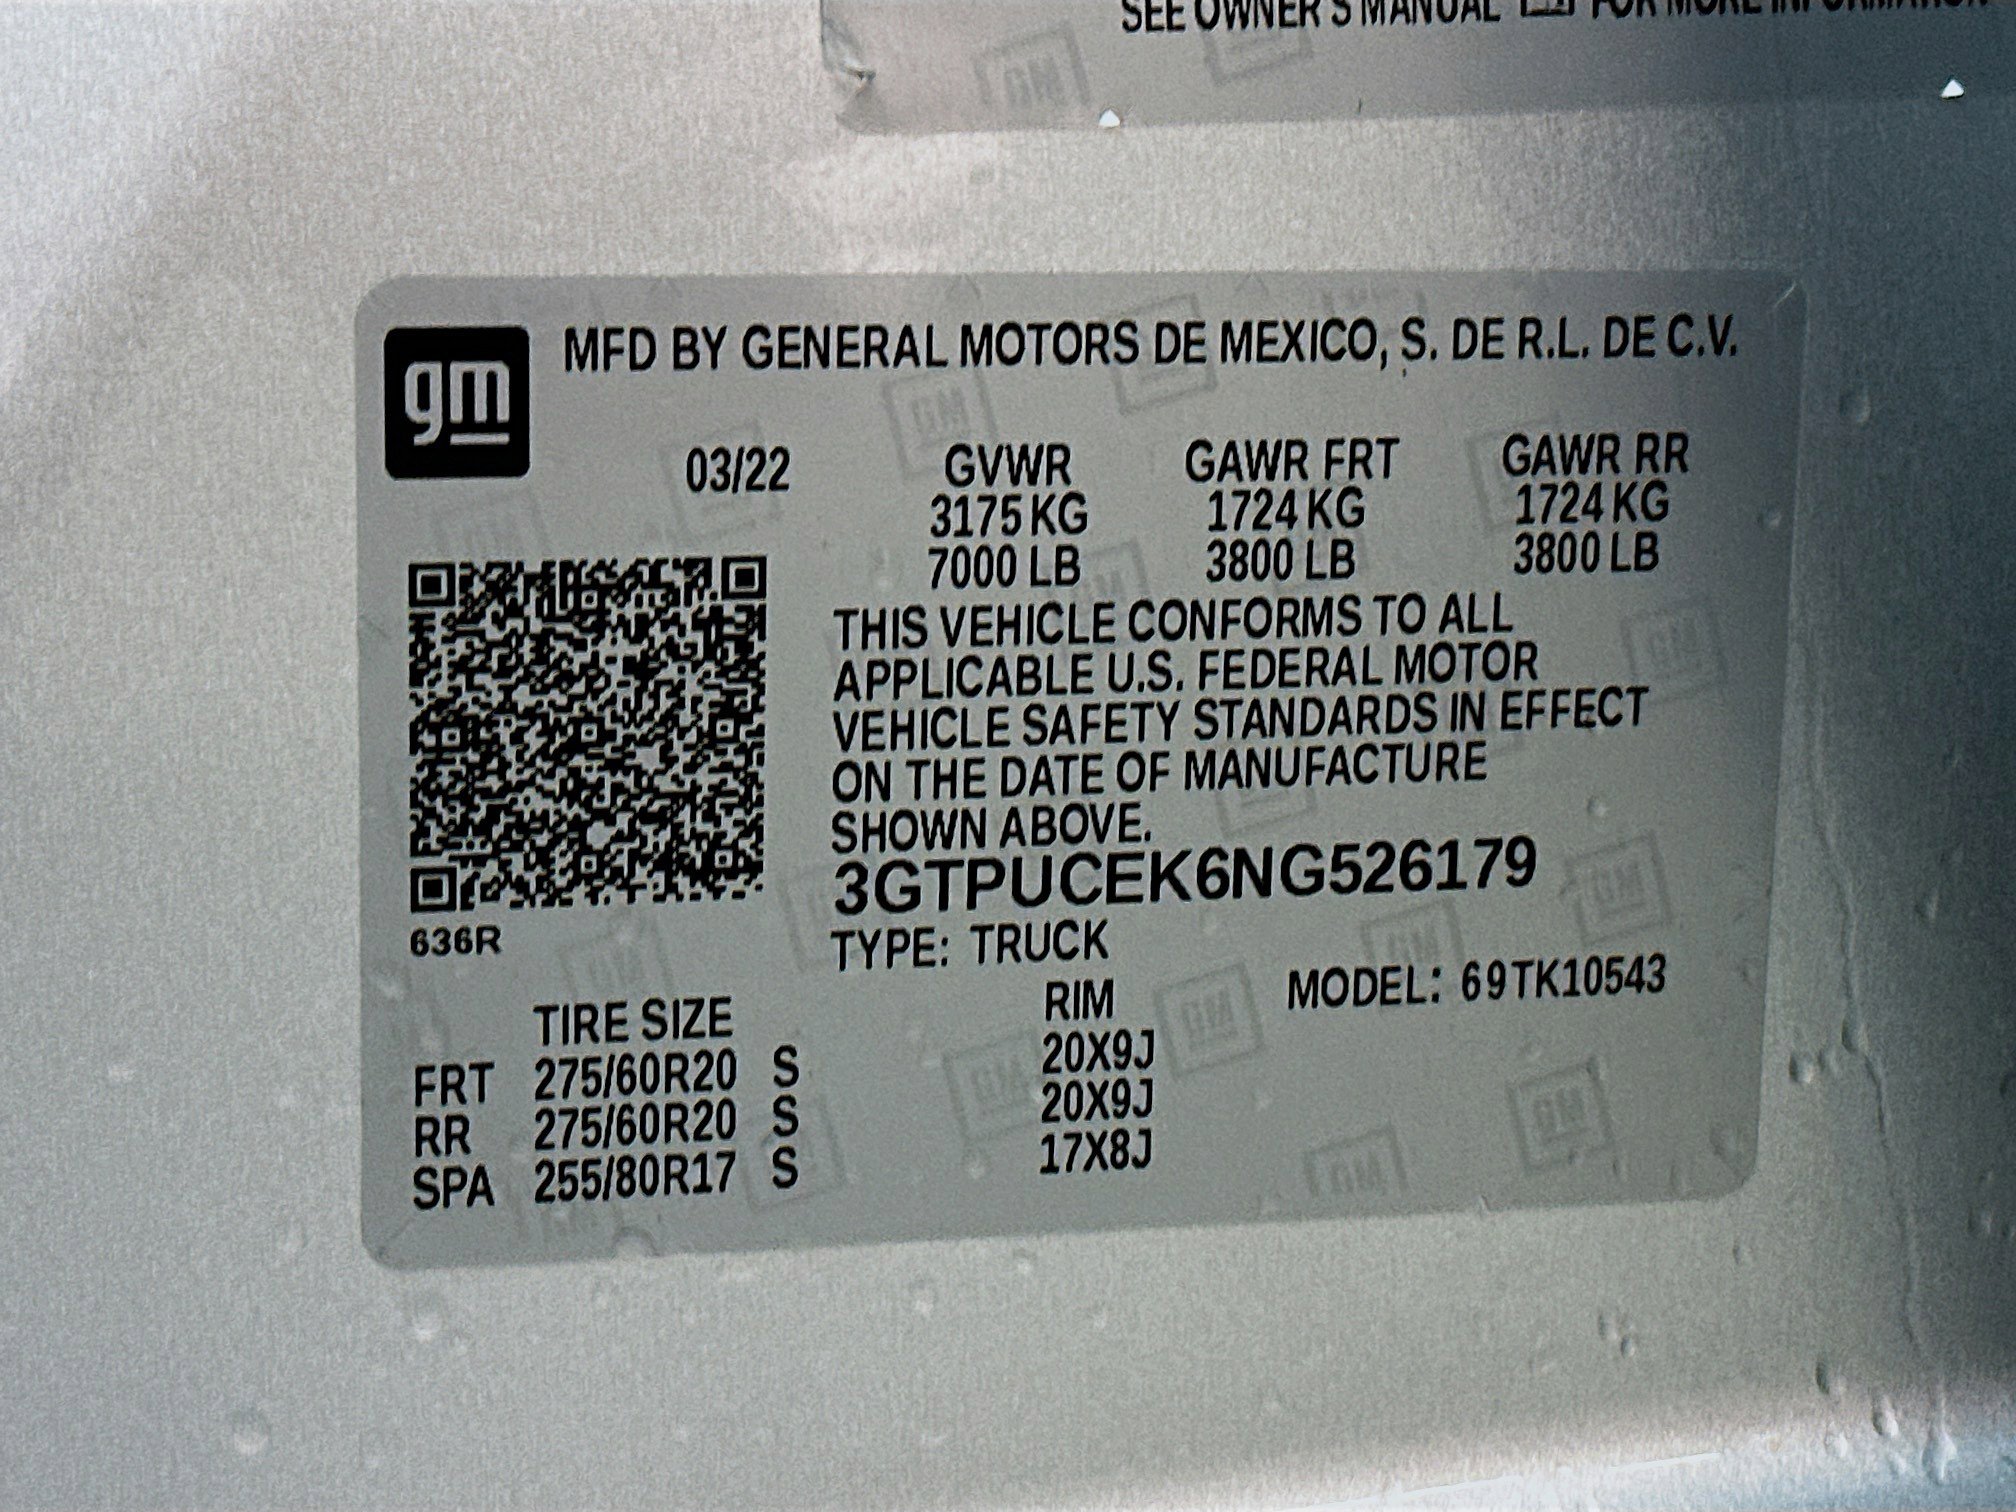 SEE OWNER'S MANUAL FOR MORE INFORMATION
gm
MFD BY GENERAL MOTORS DE MEXICO, S. DE R.L. DE C.V.
03/22 GVWR GAWR FRT GAWR RR
3175 KG 1724 KG 1724 KG
7000 LB 3800 LB 3800 LB
THIS VEHICLE CONFORMS TO ALL
APPLICABLE U.S. FEDERAL MOTOR
VEHICLE SAFETY STANDARDS IN EFFECT
ON THE DATE OF MANUFACTURE
SHOWN ABOVE.
3GTPUCEK6NG526179
636R
TYPE: TRUCK
MODEL: 69TK10543
TIRE SIZE RIM
FRT 275/60R20 S 20X9J
RR 275/60R20 S 20X9J
SPA 255/80R17 S 17X8J